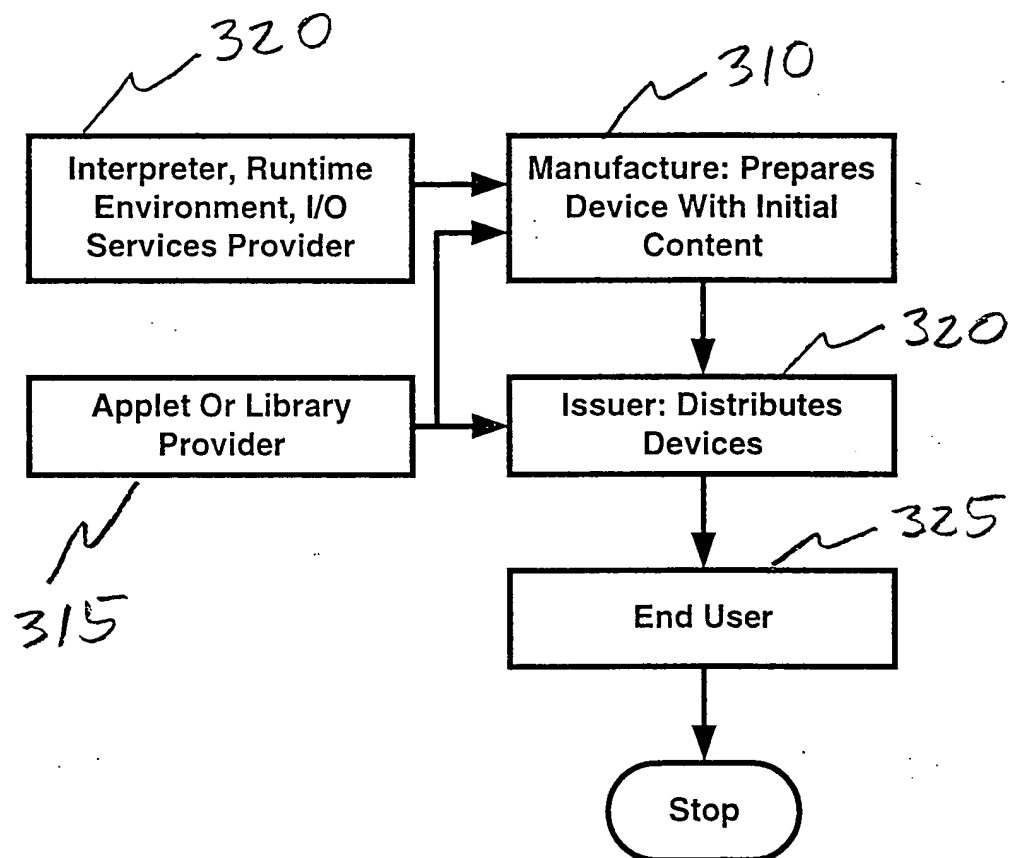 320
310
Interpreter, Runtime
Environment, I/O
Services Provider
Manufacture: Prepares
Device With Initial
Content
320
Applet Or Library
Provider
Issuer: Distributes
Devices
325
315
End User
Stop